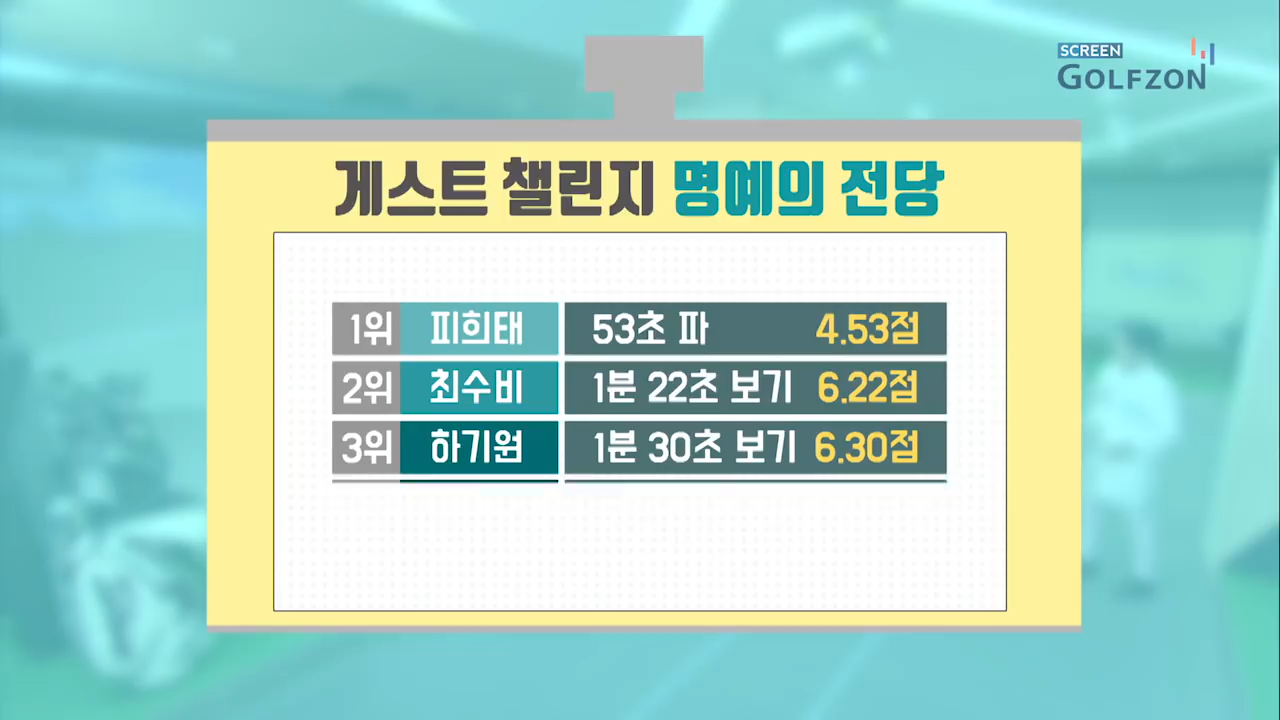 SCREEN
GOLFZON
게스트 챌린지 명예의 전당
1위 피희태 53초 파 4.53점
2위 최수비 1분 22초 보기 6.22점
3위 하기원 1분 30초 보기 6.30점